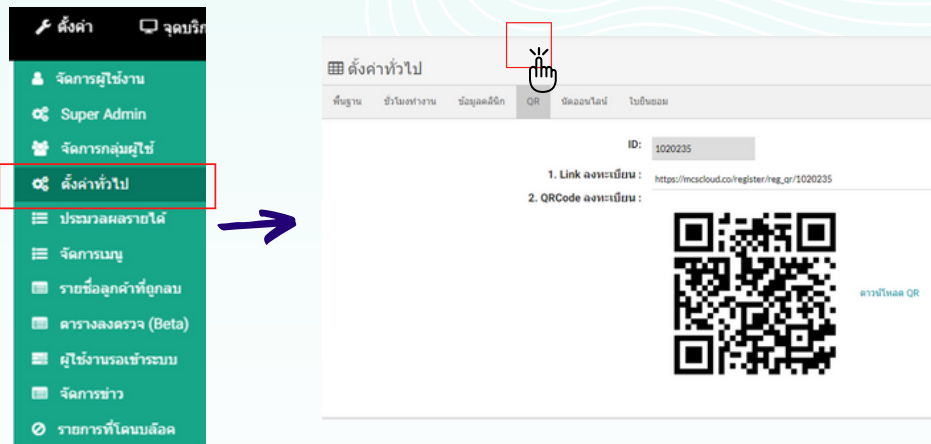 ตั้งค่า
จุดบริก
จัดการผู้ใช้งาน
Super Admin
จัดการกลุ่มผู้ใช้
ตั้งค่าทั่วไป
ประมวลผลรายได้
จัดการเมนู
รายชื่อลูกค้าที่ถูกลบ
ตารางลงตรวจ (Beta)
ผู้ใช้งานรอเข้าระบบ
จัดการข่าว
รายการที่โดนบล๊อค
ตั้งค่าทั่วไป
พื้นฐาน ชั่วโมงทำงาน ข้อมูลคลินิก QR นัดออนไลน์ ใบยินยอม
ID: 1020235
1. Link ลงทะเบียน : https://mcscloud.co/register/reg_qr/1020235
2. QRCode ลงทะเบียน :
ดาวน์โหลด QR